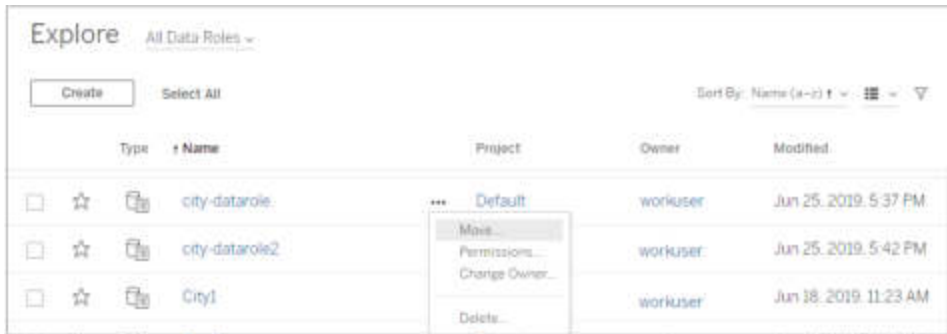 Explore All Data Roles
Create Select All Sort By: Name (a–z) ↑
Type ↑ Name Project Owner Modified
city-datarole ... Default workuser Jun 25, 2019, 5:37 PM
Move...
city-datarole2 workuser Jun 25, 2019, 5:42 PM
Permissions...
Change Owner...
City1 workuser Jun 18, 2019, 11:23 AM
Delete...